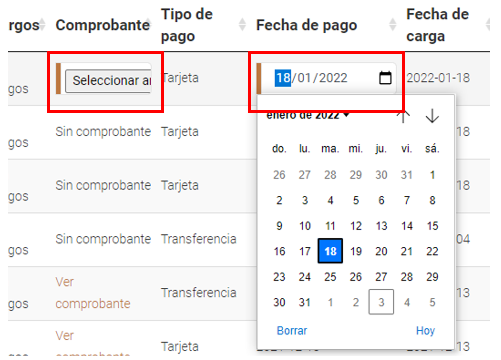 rgos Comprobante Tipo de pago Fecha de pago Fecha de carga
gos Seleccionar ar Tarjeta 18/01/2022 2022-01-18
enero de 2022
do. lu. ma. mi. ju. vi. sá.
gos Sin comprobante Tarjeta 26 27 28 29 30 31 1 18
2 3 4 5 6 7 8
gos Sin comprobante Tarjeta 18
9 10 11 12 13 14 15
gos Sin comprobante Transferencia 16 17 18 19 20 21 22 04
23 24 25 26 27 28 29
gos Ver comprobante Transferencia 13
30 31 1 2 3 4 5
Borrar Hoy
gos Ver Tarjeta 13